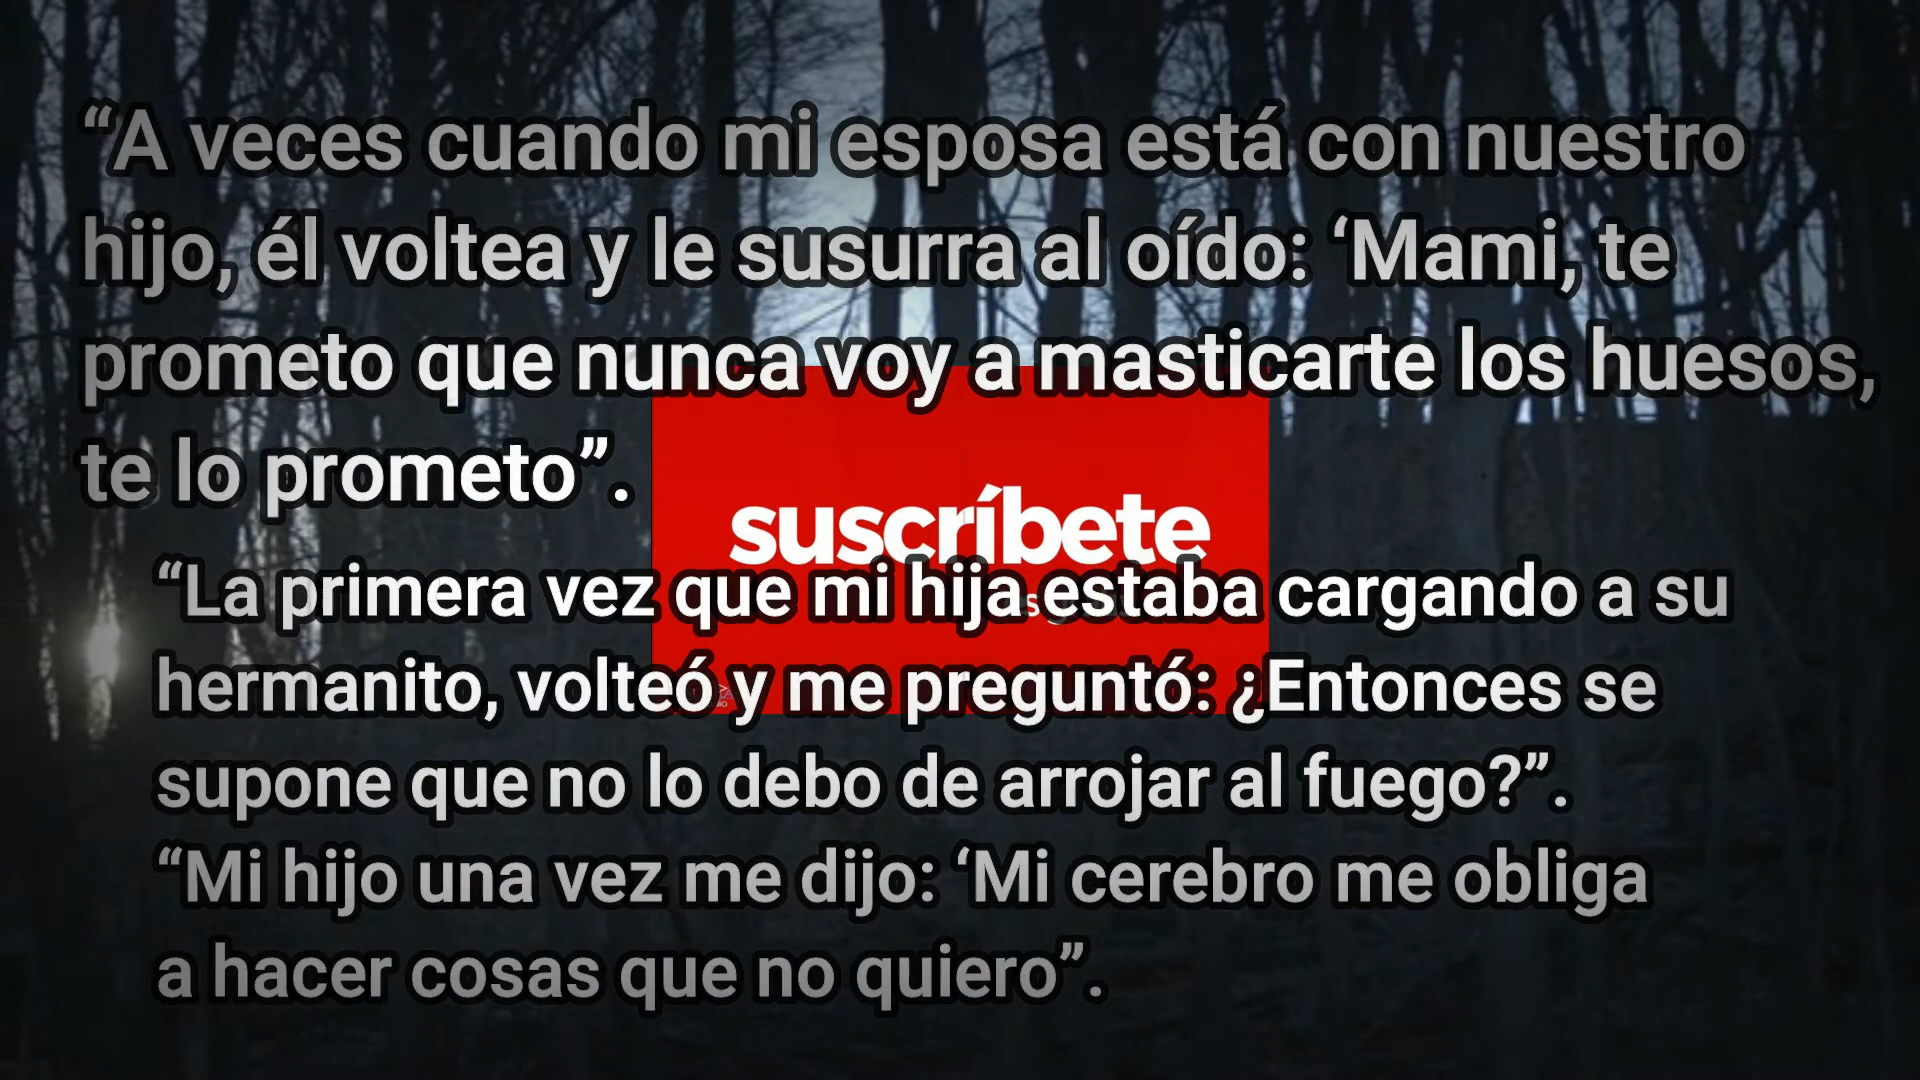 “A veces cuando mi esposa está con nuestro
hijo, él voltea y le susurra al oído: ‘Mami, te
prometo que nunca voy a masticarte los huesos,
te lo prometo”.
suscríbete
“La primera vez que mi hija estaba cargando a su
hermanito, volteó y me preguntó: ¿Entonces se
supone que no lo debo de arrojar al fuego?”.
“Mi hijo una vez me dijo: ‘Mi cerebro me obliga
a hacer cosas que no quiero”.